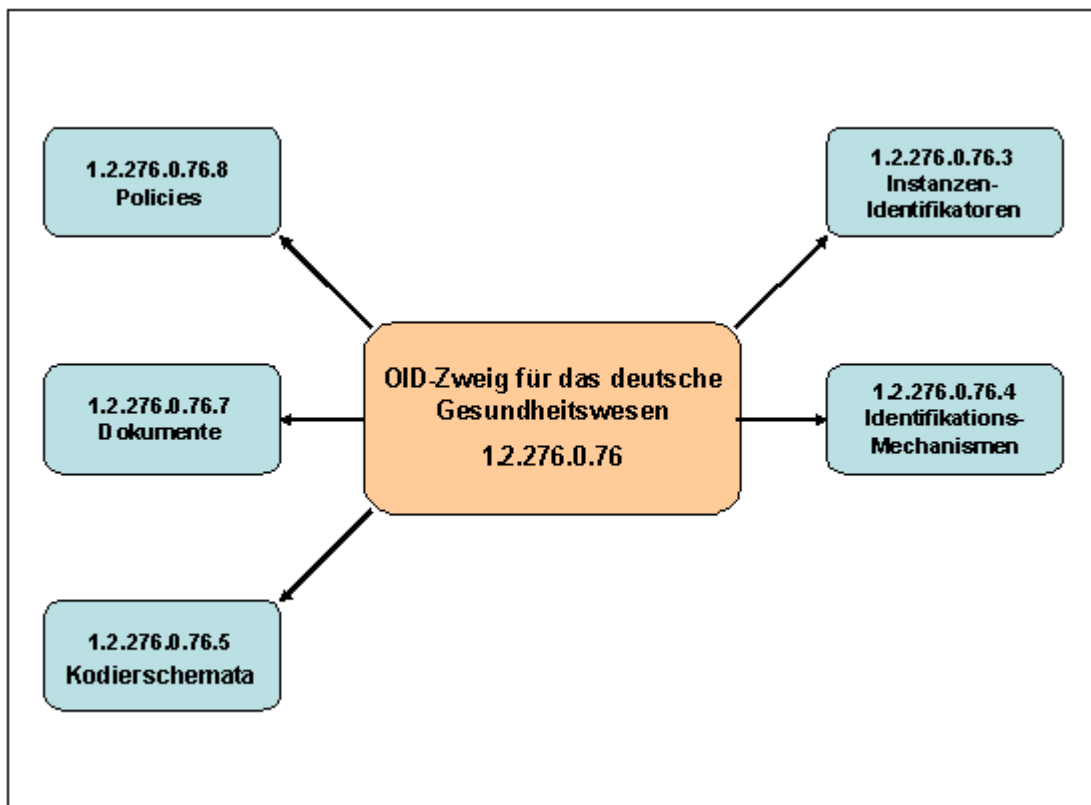 1.2.276.0.76.8
Policies
1.2.276.0.76.3
Instanzen-
Identifikatoren
OID-Zweig für das deutsche
Gesundheitswesen
1.2.276.0.76
1.2.276.0.76.7
Dokumente
1.2.276.0.76.4
Identifikations-
Mechanismen
1.2.276.0.76.5
Kodierschemata